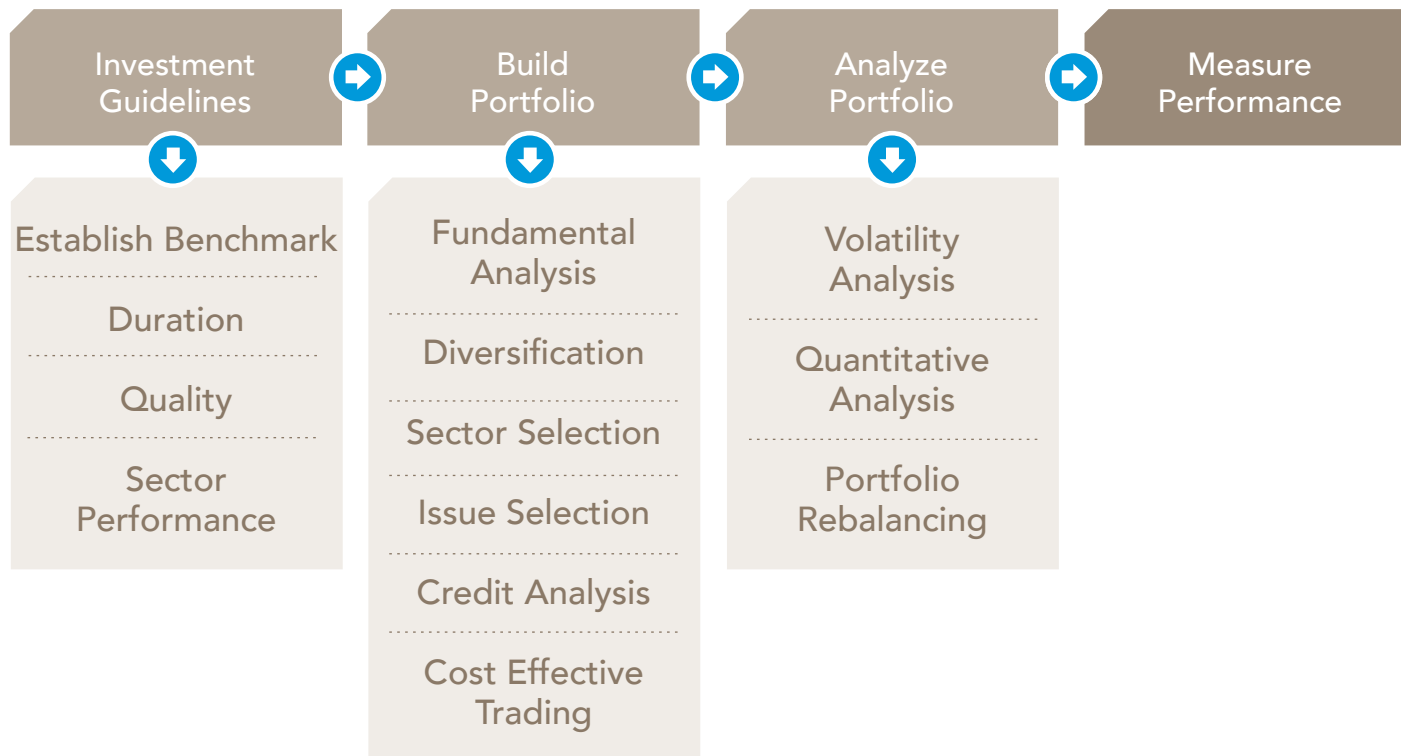 Investment
Guidelines
Build
Portfolio
Analyze
Portfolio
Measure
Performance
Establish Benchmark
Duration
Quality
Sector
Performance
Fundamental
Analysis
Diversification
Sector Selection
Issue Selection
Credit Analysis
Cost Effective
Trading
Volatility
Analysis
Quantitative
Analysis
Portfolio
Rebalancing